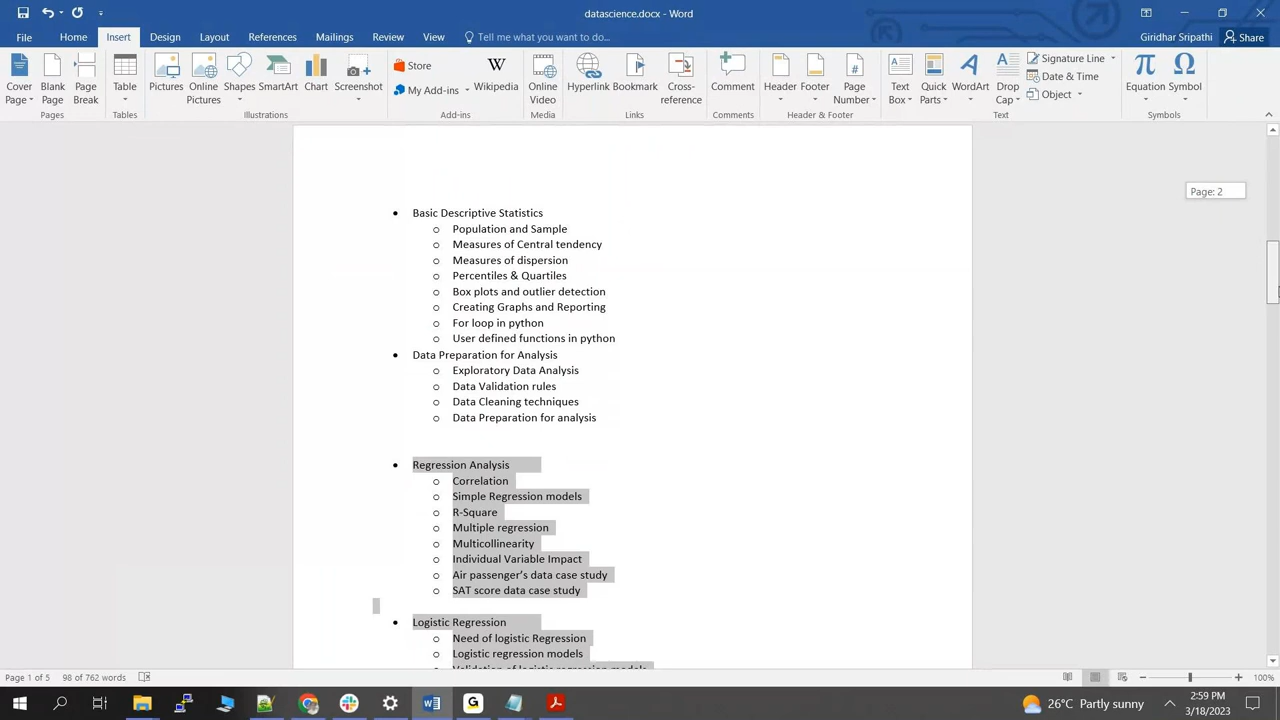 datascience.docx - Word
File Home Insert Design Layout References Mailings Review View Tell me what you want to do... Giridhar Sripathi Share
Cover Page Blank Page Page Break Table Pictures Online Pictures Shapes SmartArt Chart Screenshot Store My Add-ins Wikipedia Online Video Hyperlink Bookmark Cross-reference Comment Header Footer Page Number Text Box Quick Parts WordArt Drop Cap Signature Line Date & Time Object Equation Symbol
Pages Tables Illustrations Add-ins Media Links Comments Header & Footer Text Symbols
Page: 2
• Basic Descriptive Statistics
o Population and Sample
o Measures of Central tendency
o Measures of dispersion
o Percentiles & Quartiles
o Box plots and outlier detection
o Creating Graphs and Reporting
o For loop in python
o User defined functions in python
• Data Preparation for Analysis
o Exploratory Data Analysis
o Data Validation rules
o Data Cleaning techniques
o Data Preparation for analysis
• Regression Analysis
o Correlation
o Simple Regression models
o R-Square
o Multiple regression
o Multicollinearity
o Individual Variable Impact
o Air passenger’s data case study
o SAT score data case study
• Logistic Regression
o Need of logistic Regression
o Logistic regression models
o Validation of logistic regression models
Page 1 of 5 98 of 762 words 100%
26°C Partly sunny 2:59 PM
3/18/2023